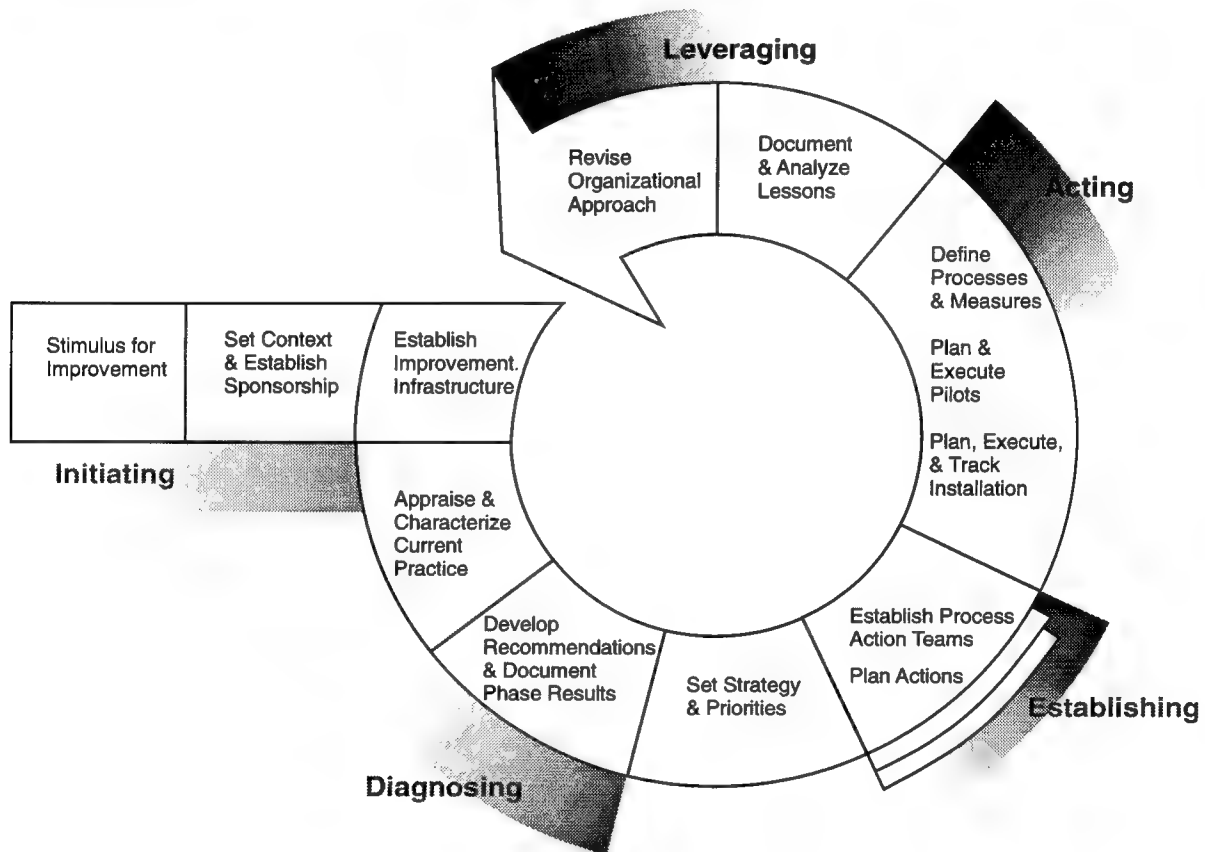 Leveraging
Revise
Organizational
Approach
Document
& Analyze
Lessons
Acting
Define
Processes
& Measures
Plan &
Execute
Pilots
Plan, Execute,
& Track
Installation
Stimulus for
Improvement
Set Context
& Establish
Sponsorship
Establish
Improvement.
Infrastructure
Initiating
Appraise &
Characterize
Current
Practice
Develop
Recommendations
& Document
Phase Results
Set Strategy
& Priorities
Establish Process
Action Teams
Plan Actions
Establishing
Diagnosing